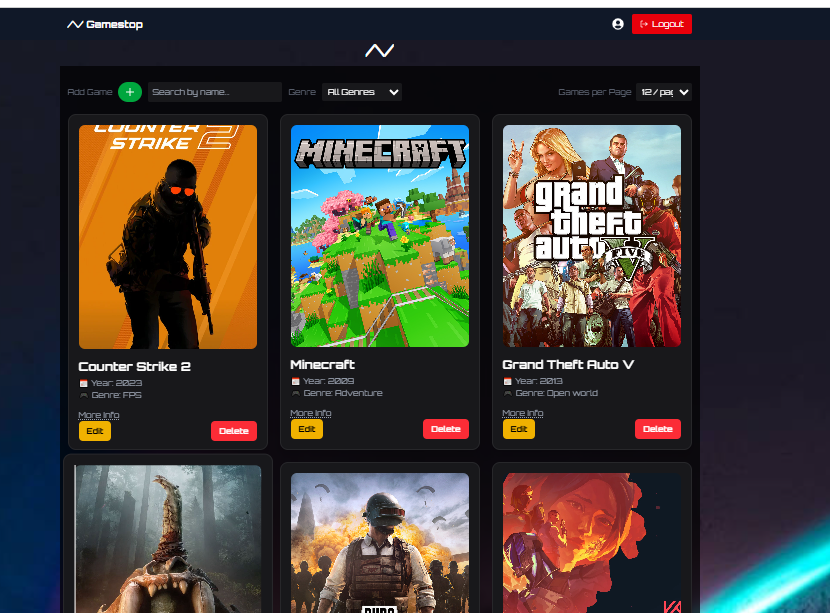 Gamestop
Logout
Add Game + Search by name... Genre All Genres Games per Page 12 / pag
COUNTER
STRIKE 2
MINECRAFT
grand
theft
auto
V
FIVE
Counter Strike 2
Year: 2023
Genre: FPS
More Info
Edit Delete
Minecraft
Year: 2009
Genre: Adventure
More Info
Edit Delete
Grand Theft Auto V
Year: 2013
Genre: Open world
More Info
Edit Delete
PUBG